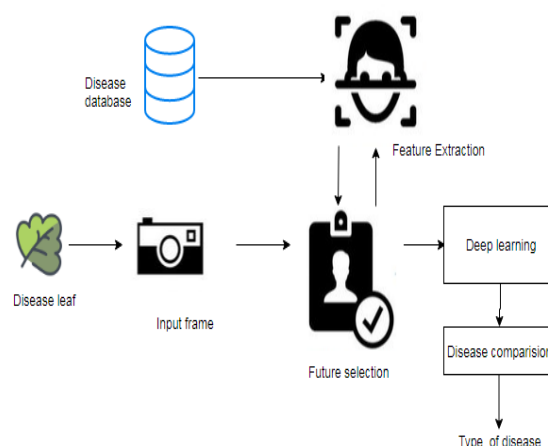 Disease
database
Feature Extraction
Deep learning
Disease leaf
Input frame
Future selection
Disease comparision
Type of disease